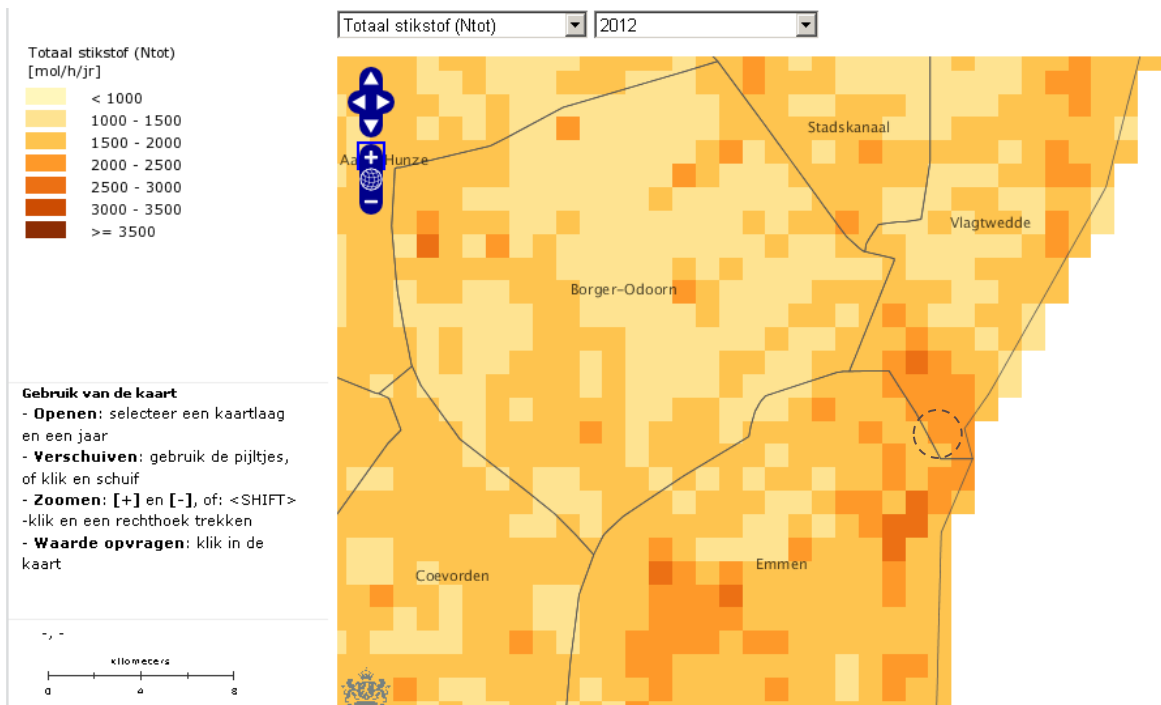 Totaal stikstof (Ntot)
2012
Totaal stikstof (Ntot)
[mol/h/jr]
< 1000
1000 - 1500
1500 - 2000
2000 - 2500
2500 - 3000
3000 - 3500
>= 3500
Gebruik van de kaart
- Openen: selecteer een kaartlaag
en een jaar
- Verschuiven: gebruik de pijltjes,
of klik en schuif
- Zoomen: [+] en [-], of: <SHIFT>
-klik en een rechthoek trekken
- Waarde opvragen: klik in de
kaart
-, -
kilometers
0 4 8
Hunze
Stadskanaal
Vlagtwedde
Borger-Odoorn
Coevorden
Emmen